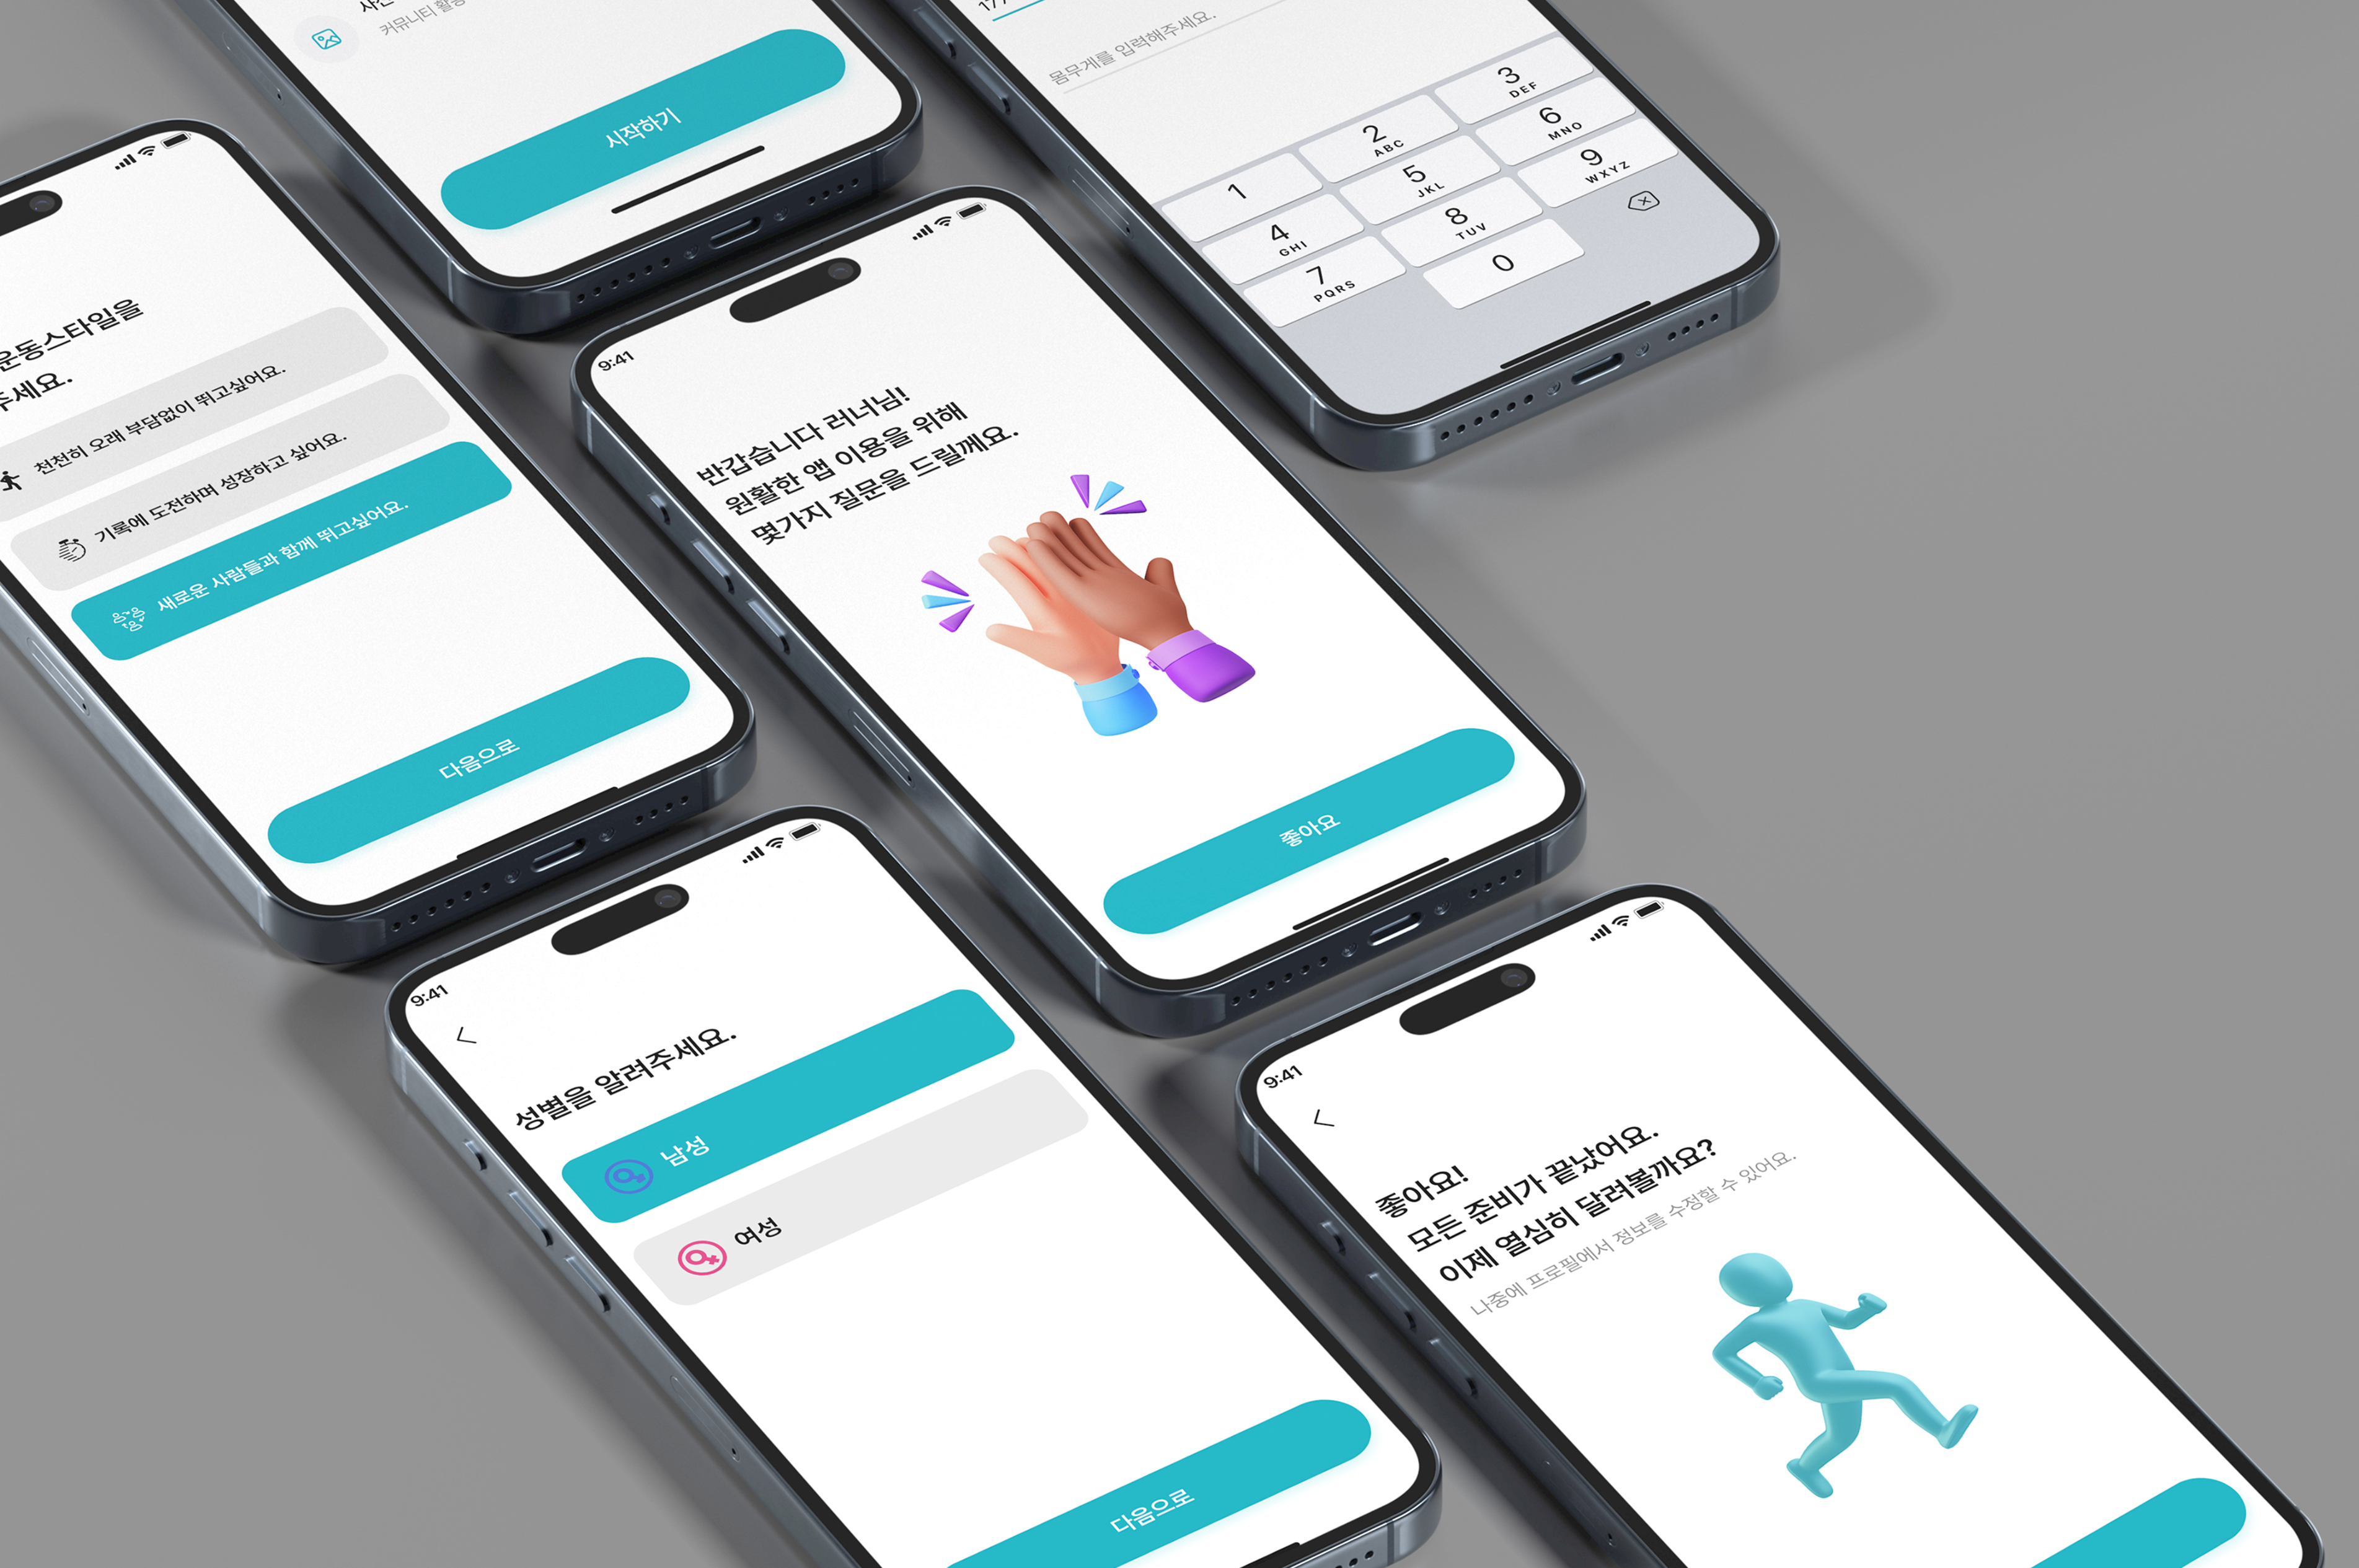 커뮤니티 활동
시작하기
177
몸무게를 입력해주세요.
1
2
ABC
3
DEF
4
GHI
5
JKL
6
MNO
7
PQRS
8
TUV
9
WXYZ
0
운동스타일을
주세요.
천천히 오래 부담없이 뛰고싶어요.
기록에 도전하며 성장하고 싶어요.
새로운 사람들과 함께 뛰고싶어요.
다음으로
9:41
반갑습니다 러너님!
원활한 앱 이용을 위해
몇가지 질문을 드릴께요.
좋아요
9:41
성별을 알려주세요.
남성
여성
다음으로
9:41
좋아요!
모든 준비가 끝났어요.
이제 열심히 달려볼까요?
나중에 프로필에서 정보를 수정할 수 있어요.